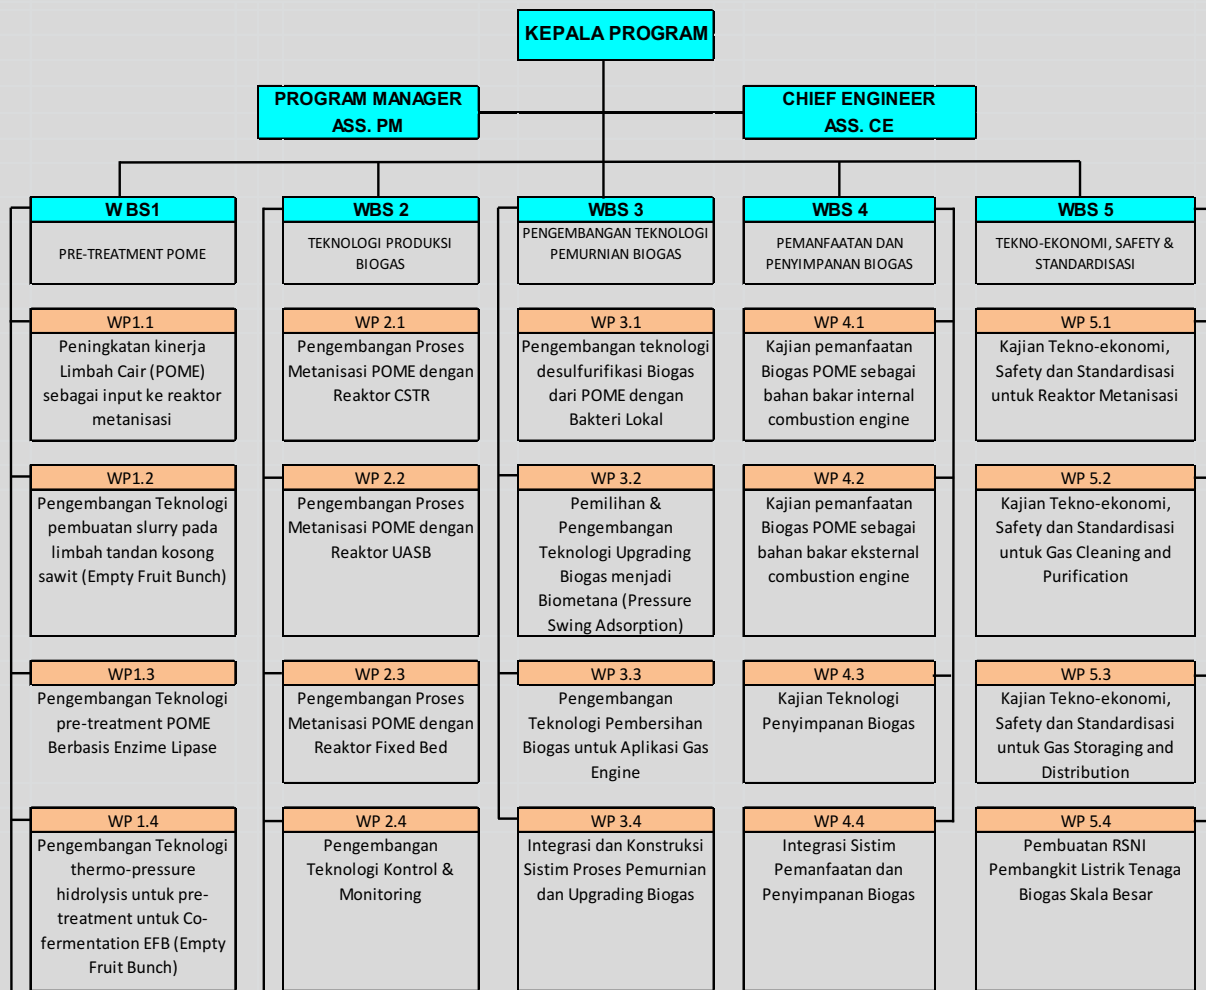 KEPALA PROGRAM
PROGRAM MANAGER
ASS. PM
CHIEF ENGINEER
ASS. CE
W BS1
PRE-TREATMENT POME
WBS 2
TEKNOLOGI PRODUKSI
BIOGAS
WBS 3
PENGEMBANGAN TEKNOLOGI
PEMURNIAN BIOGAS
WBS 4
PEMANFAATAN DAN
PENYIMPANAN BIOGAS
WBS 5
TEKNO-EKONOMI, SAFETY &
STANDARDISASI
WP1.1
Peningkatan kinerja
Limbah Cair (POME)
sebagai input ke reaktor
metanisasi
WP 2.1
Pengembangan Proses
Metanisasi POME dengan
Reaktor CSTR
WP 3.1
Pengembangan teknologi
desulfurifikasi Biogas
dari POME dengan
Bakteri Lokal
WP 4.1
Kajian pemanfaatan
Biogas POME sebagai
bahan bakar internal
combustion engine
WP 5.1
Kajian Tekno-ekonomi,
Safety dan Standardisasi
untuk Reaktor Metanisasi
WP1.2
Pengembangan Teknologi
pembuatan slurry pada
limbah tandan kosong
sawit (Empty Fruit Bunch)
WP 2.2
Pengembangan Proses
Metanisasi POME dengan
Reaktor UASB
WP 3.2
Pemilihan &
Pengembangan
Teknologi Upgrading
Biogas menjadi
Biometana (Pressure
Swing Adsorption)
WP 4.2
Kajian pemanfaatan
Biogas POME sebagai
bahan bakar eksternal
combustion engine
WP 5.2
Kajian Tekno-ekonomi,
Safety dan Standardisasi
untuk Gas Cleaning and
Purification
WP1.3
Pengembangan Teknologi
pre-treatment POME
Berbasis Enzime Lipase
WP 2.3
Pengembangan Proses
Metanisasi POME dengan
Reaktor Fixed Bed
WP 3.3
Pengembangan
Teknologi Pembersihan
Biogas untuk Aplikasi Gas
Engine
WP 4.3
Kajian Teknologi
Penyimpanan Biogas
WP 5.3
Kajian Tekno-ekonomi,
Safety dan Standardisasi
untuk Gas Storaging and
Distribution
WP 1.4
Pengembangan Teknologi
thermo-pressure
hidrolysis untuk pre-
treatment untuk Co-
fermentation EFB (Empty
Fruit Bunch)
WP 2.4
Pengembangan
Teknologi Kontrol &
Monitoring
WP 3.4
Integrasi dan Konstruksi
Sistim Proses Pemurnian
dan Upgrading Biogas
WP 4.4
Integrasi Sistim
Pemanfaatan dan
Penyimpanan Biogas
WP 5.4
Pembuatan RSNI
Pembangkit Listrik Tenaga
Biogas Skala Besar